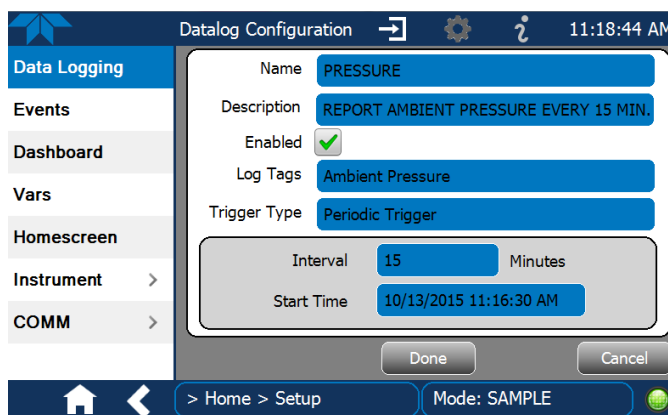 Datalog Configuration 11:18:44 AM
Data Logging
Events
Dashboard
Vars
Homescreen
Instrument >
COMM >
Name PRESSURE
Description REPORT AMBIENT PRESSURE EVERY 15 MIN.
Enabled
Log Tags Ambient Pressure
Trigger Type Periodic Trigger
Interval 15 Minutes
Start Time 10/13/2015 11:16:30 AM
Done Cancel
> Home > Setup Mode: SAMPLE